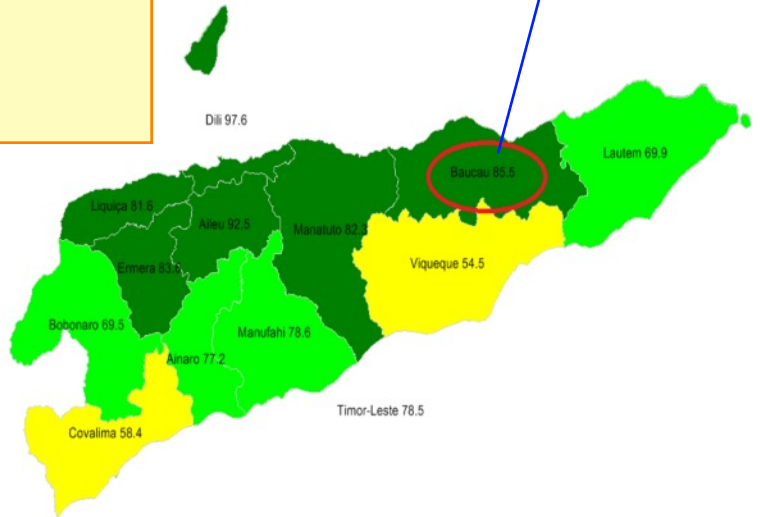 Dili 97.6
Lautem 69.9
Baucau 85.5
Liquiça 81.6
Aileu 92.5
Manatuto 82.3
Ermera 83.6
Viqueque 54.5
Bobonaro 69.5
Manufahi 78.6
Ainaro 77.2
Timor-Leste 78.5
Covalima 58.4